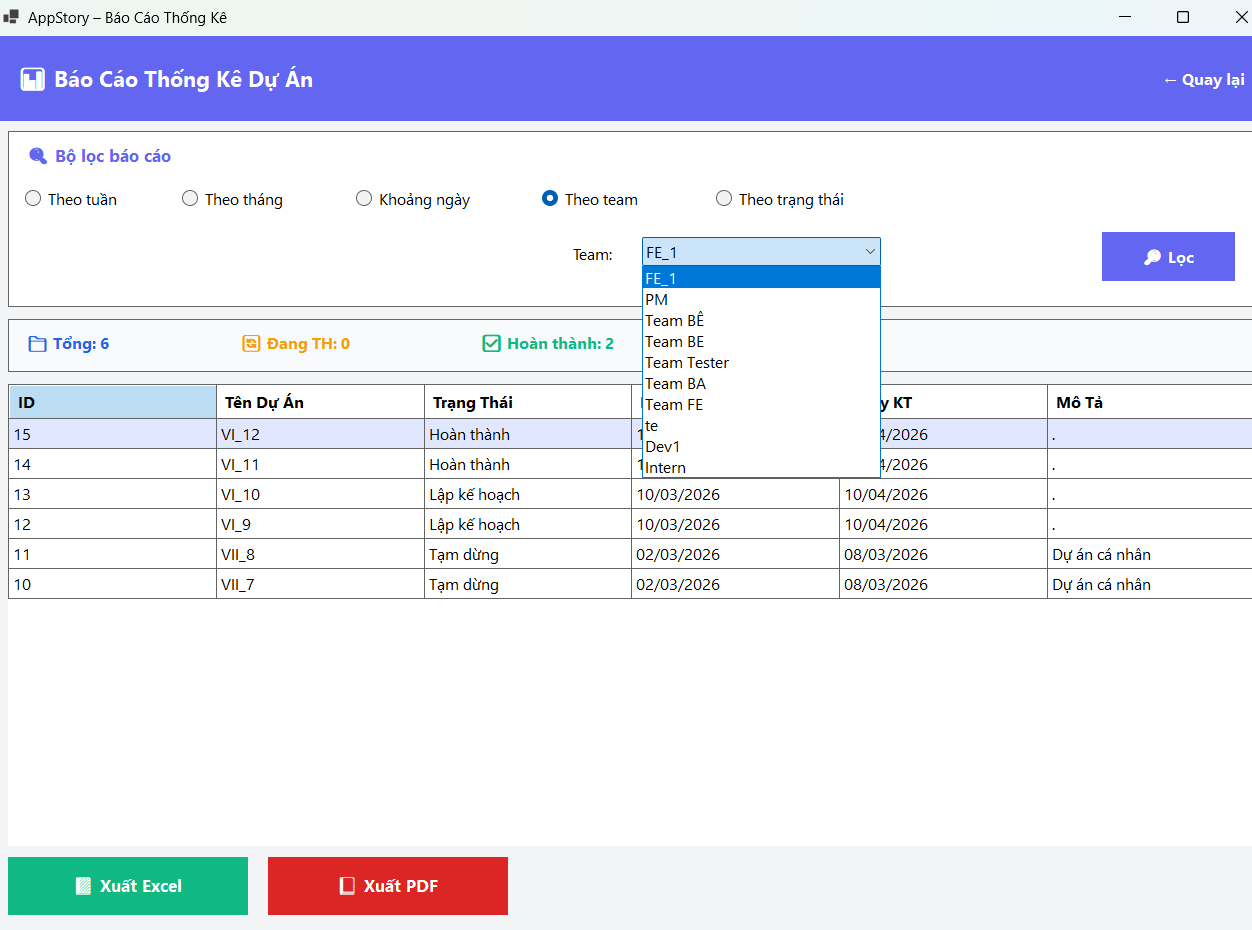 AppStory – Báo Cáo Thống Kê
Báo Cáo Thống Kê Dự Án
← Quay lại
Bộ lọc báo cáo
Theo tuần Theo tháng Khoảng ngày Theo team Theo trạng thái
Team: FE_1
Lọc
FE_1
PM
Team BÊ
Team BE
Team Tester
Team BA
Team FE
te
Dev1
Intern
Tổng: 6 Đang TH: 0 Hoàn thành: 2
ID Tên Dự Án Trạng Thái KT Mô Tả
15 VI_12 Hoàn thành /2026 .
14 VI_11 Hoàn thành /2026 .
13 VI_10 Lập kế hoạch 10/03/2026 10/04/2026 .
12 VI_9 Lập kế hoạch 10/03/2026 10/04/2026 .
11 VII_8 Tạm dừng 02/03/2026 08/03/2026 Dự án cá nhân
10 VII_7 Tạm dừng 02/03/2026 08/03/2026 Dự án cá nhân
Xuất Excel Xuất PDF